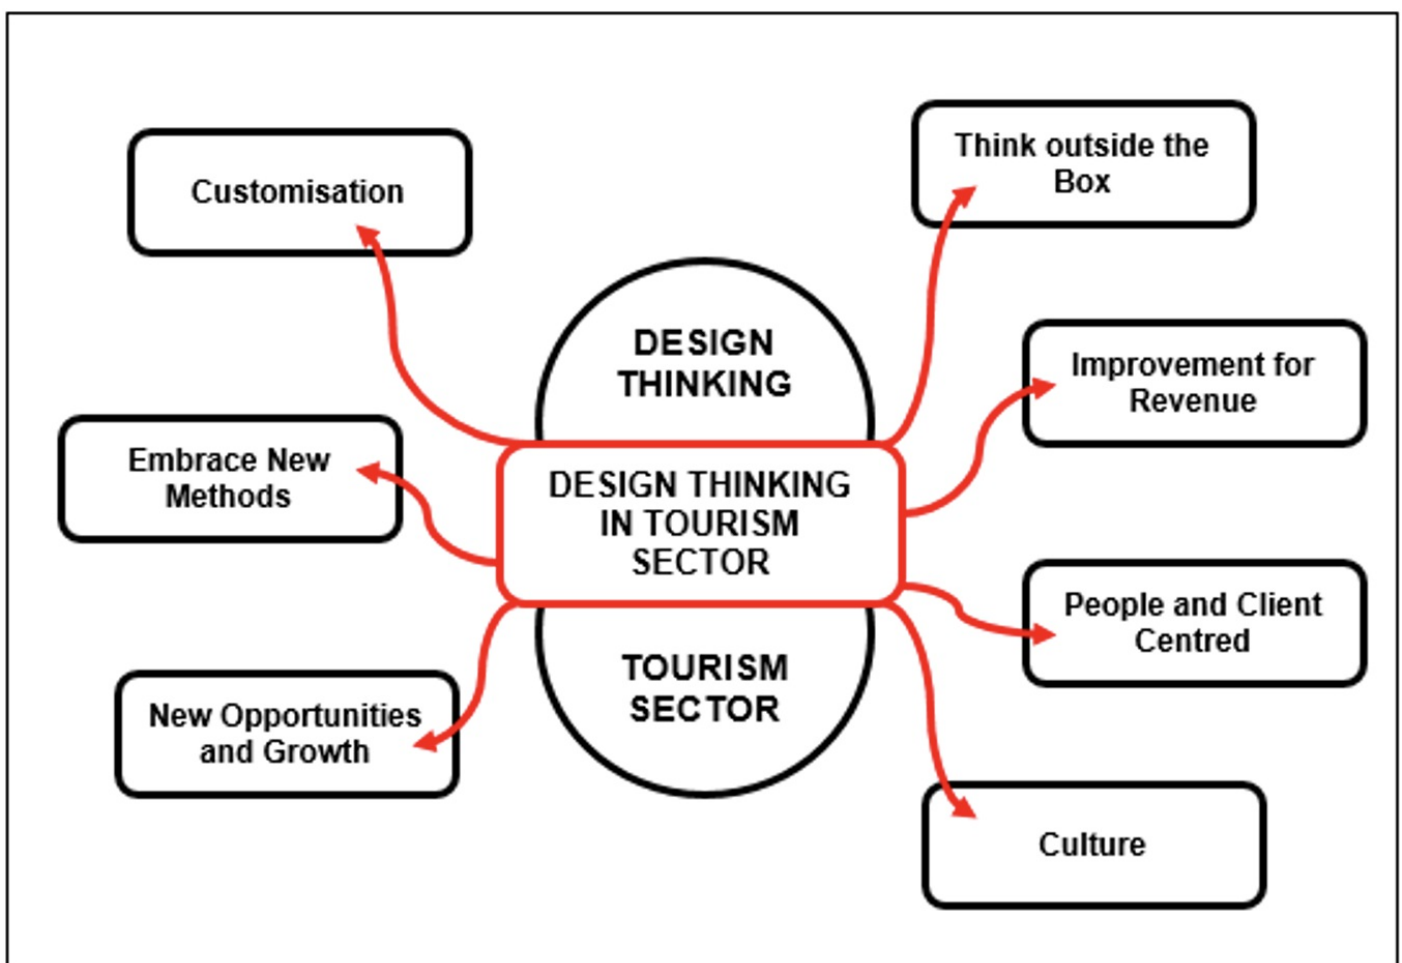 Customisation
Think outside the
Box
DESIGN
THINKING
Improvement for
Revenue
Embrace New
Methods
DESIGN THINKING
IN TOURISM
SECTOR
People and Client
Centred
New Opportunities
and Growth
TOURISM
SECTOR
Culture